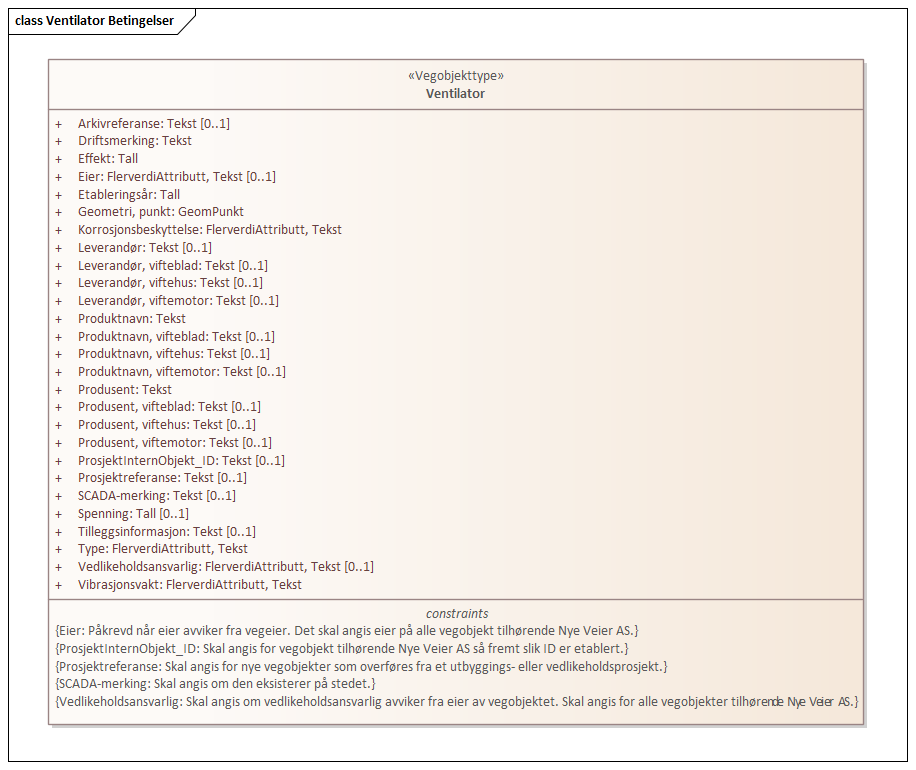 class Ventilator Betingelser
«Vegobjekttype»
Ventilator
+ Arkivreferanse: Tekst [0..1]
+ Driftsmerking: Tekst
+ Effekt: Tall
+ Eier: FlerverdiAttributt, Tekst [0..1]
+ Etableringsår: Tall
+ Geometri, punkt: GeomPunkt
+ Korrosjonsbeskyttelse: FlerverdiAttributt, Tekst
+ Leverandør: Tekst [0..1]
+ Leverandør, vifteblad: Tekst [0..1]
+ Leverandør, viftehus: Tekst [0..1]
+ Leverandør, viftemotor: Tekst [0..1]
+ Produktnavn: Tekst
+ Produktnavn, vifteblad: Tekst [0..1]
+ Produktnavn, viftehus: Tekst [0..1]
+ Produktnavn, viftemotor: Tekst [0..1]
+ Produsent: Tekst
+ Produsent, vifteblad: Tekst [0..1]
+ Produsent, viftehus: Tekst [0..1]
+ Produsent, viftemotor: Tekst [0..1]
+ ProsjektInternObjekt_ID: Tekst [0..1]
+ Prosjektreferanse: Tekst [0..1]
+ SCADA-merking: Tekst [0..1]
+ Spenning: Tall [0..1]
+ Tilleggsinformasjon: Tekst [0..1]
+ Type: FlerverdiAttributt, Tekst
+ Vedlikeholdsansvarlig: FlerverdiAttributt, Tekst [0..1]
+ Vibrasjonsvakt: FlerverdiAttributt, Tekst
constraints
{Eier: Påkrevd når eier avviker fra vegeier. Det skal angis eier på alle vegobjekt tilhørende Nye Veier AS.}
{ProsjektInternObjekt_ID: Skal angis for vegobjekt tilhørende Nye Veier AS så fremt slik ID er etablert.}
{Prosjektreferanse: Skal angis for nye vegobjekter som overføres fra et utbyggings- eller vedlikeholdsprosjekt.}
{SCADA-merking: Skal angis om den eksisterer på stedet.}
{Vedlikeholdsansvarlig: Skal angis om vedlikeholdsansvarlig avviker fra eier av vegobjektet. Skal angis for alle vegobjekter tilhørende Nye Veier AS.}